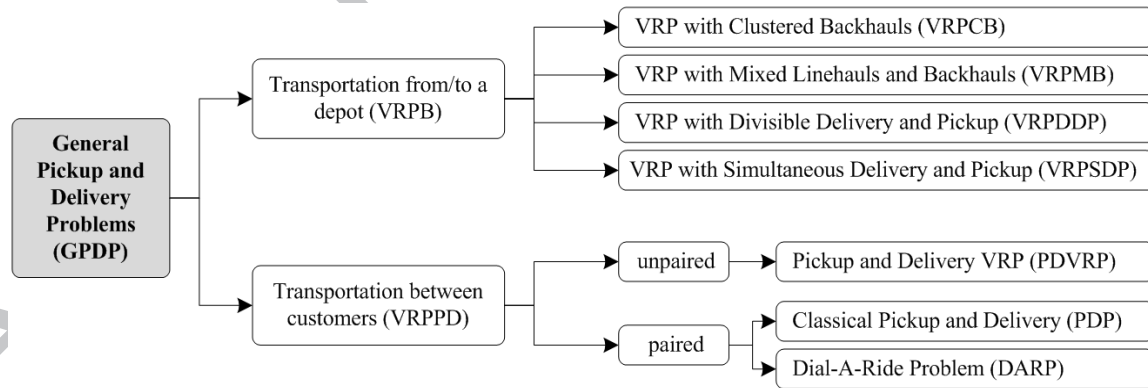 General
Pickup and
Delivery
Problems
(GPDP)
Transportation from/to a
depot (VRPB)
VRP with Clustered Backhauls (VRPCB)
VRP with Mixed Linehauls and Backhauls (VRPMB)
VRP with Divisible Delivery and Pickup (VRPDDP)
VRP with Simultaneous Delivery and Pickup (VRPSDP)
Transportation between
customers (VRPPD)
unpaired
Pickup and Delivery VRP (PDVRP)
paired
Classical Pickup and Delivery (PDP)
Dial-A-Ride Problem (DARP)